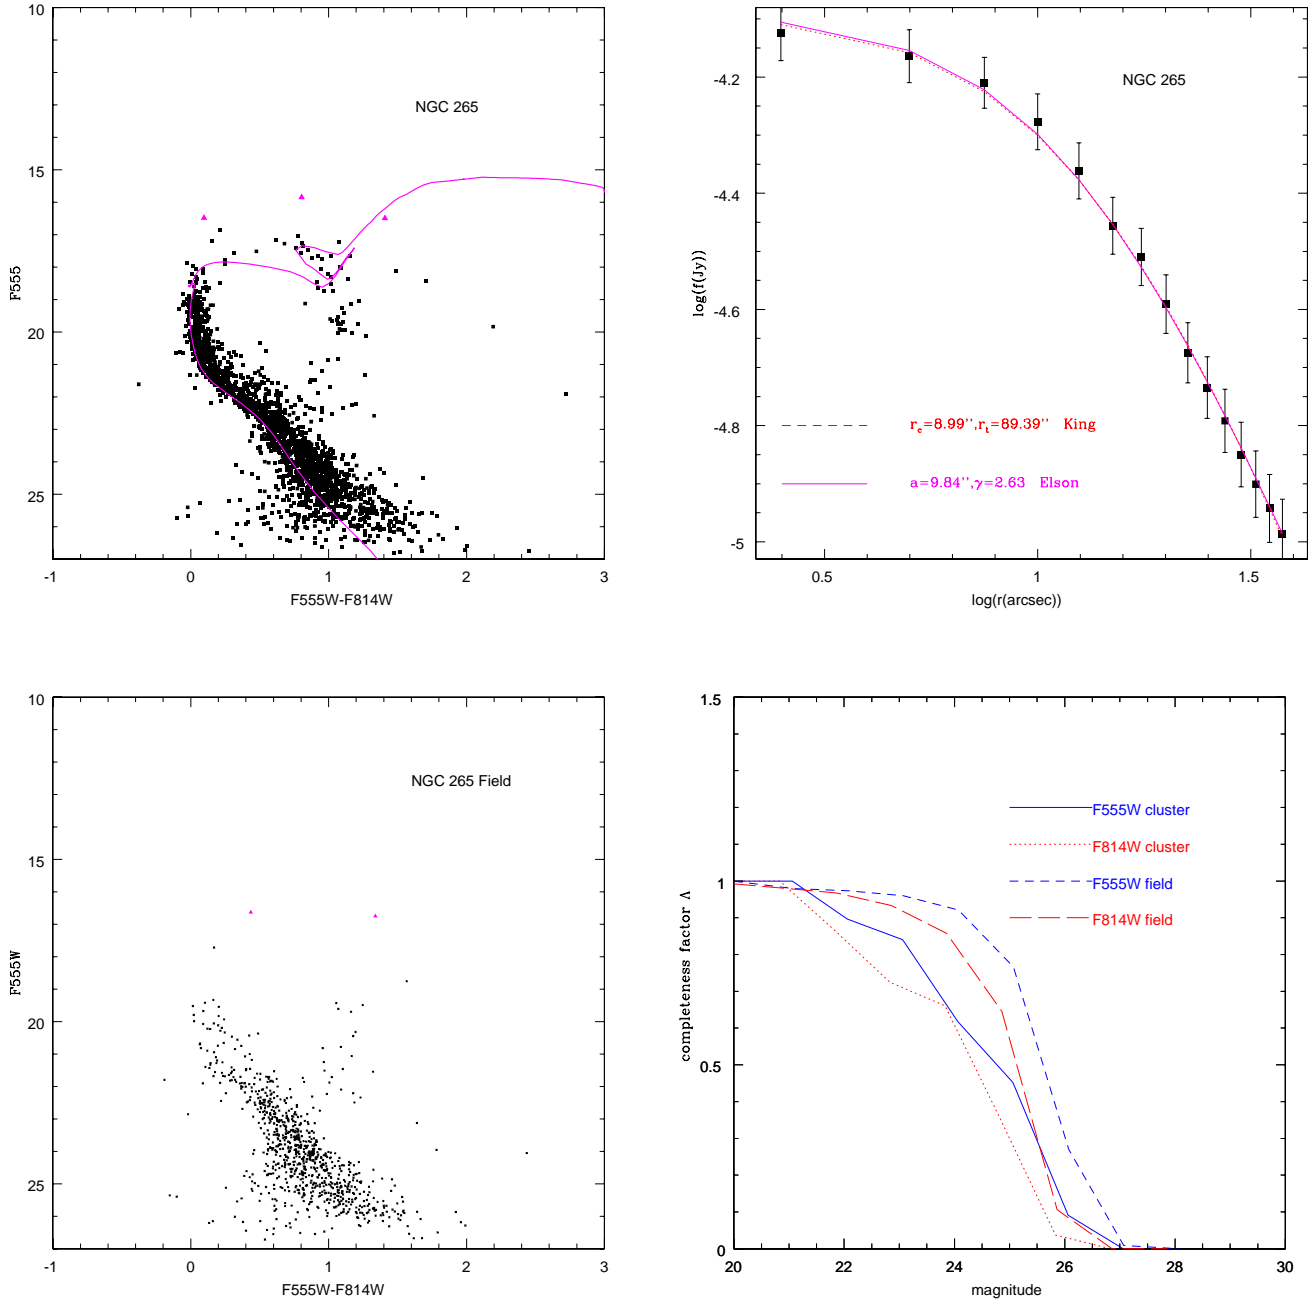 10
15
20
25
-1
0
1
2
3
F555
F555W-F814W
NGC 265
-4.2
-4.4
-4.6
-4.8
-5
0.5
1
1.5
log(f(Jy))
log(r(arcsec))
NGC 265
r_c=8.99'',r_t=89.39'' King
a=9.84'',γ=2.63 Elson
10
15
20
25
-1
0
1
2
3
F555W
F555W-F814W
NGC 265 Field
1.5
1
0.5
0
20
22
24
26
28
30
completeness factor Λ
magnitude
F555W cluster
F814W cluster
F555W field
F814W field